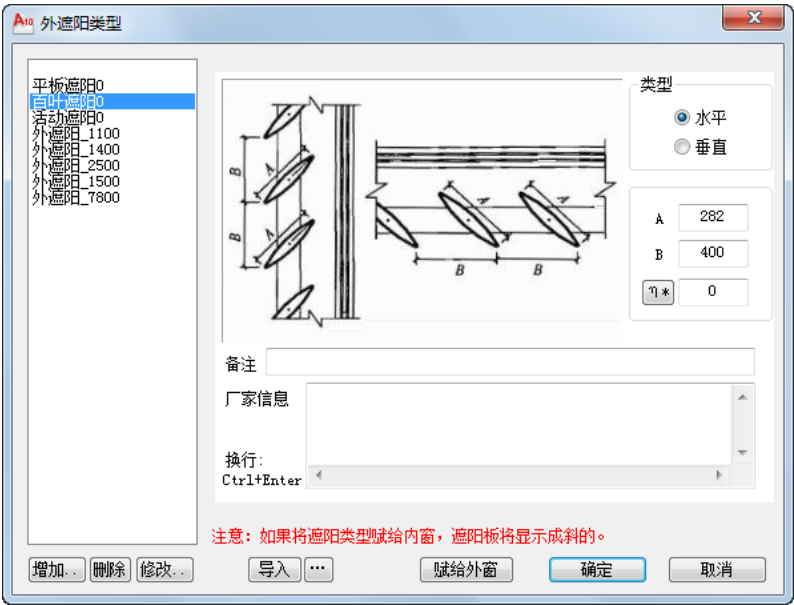 A10 外遮阳类型
平板遮阳0
百叶遮阳0
活动遮阳0
外遮阳_1100
外遮阳_1400
外遮阳_2500
外遮阳_1500
外遮阳_7800
B
A
B
A
A
A
B
B
类型
水平
垂直
A 282
B 400
η* 0
备注
厂家信息
换行:
Ctrl+Enter
注意: 如果将遮阳类型赋给内窗，遮阳板将显示成斜的。
增加.. 删除 修改.. 导入 ... 赋给外窗 确定 取消